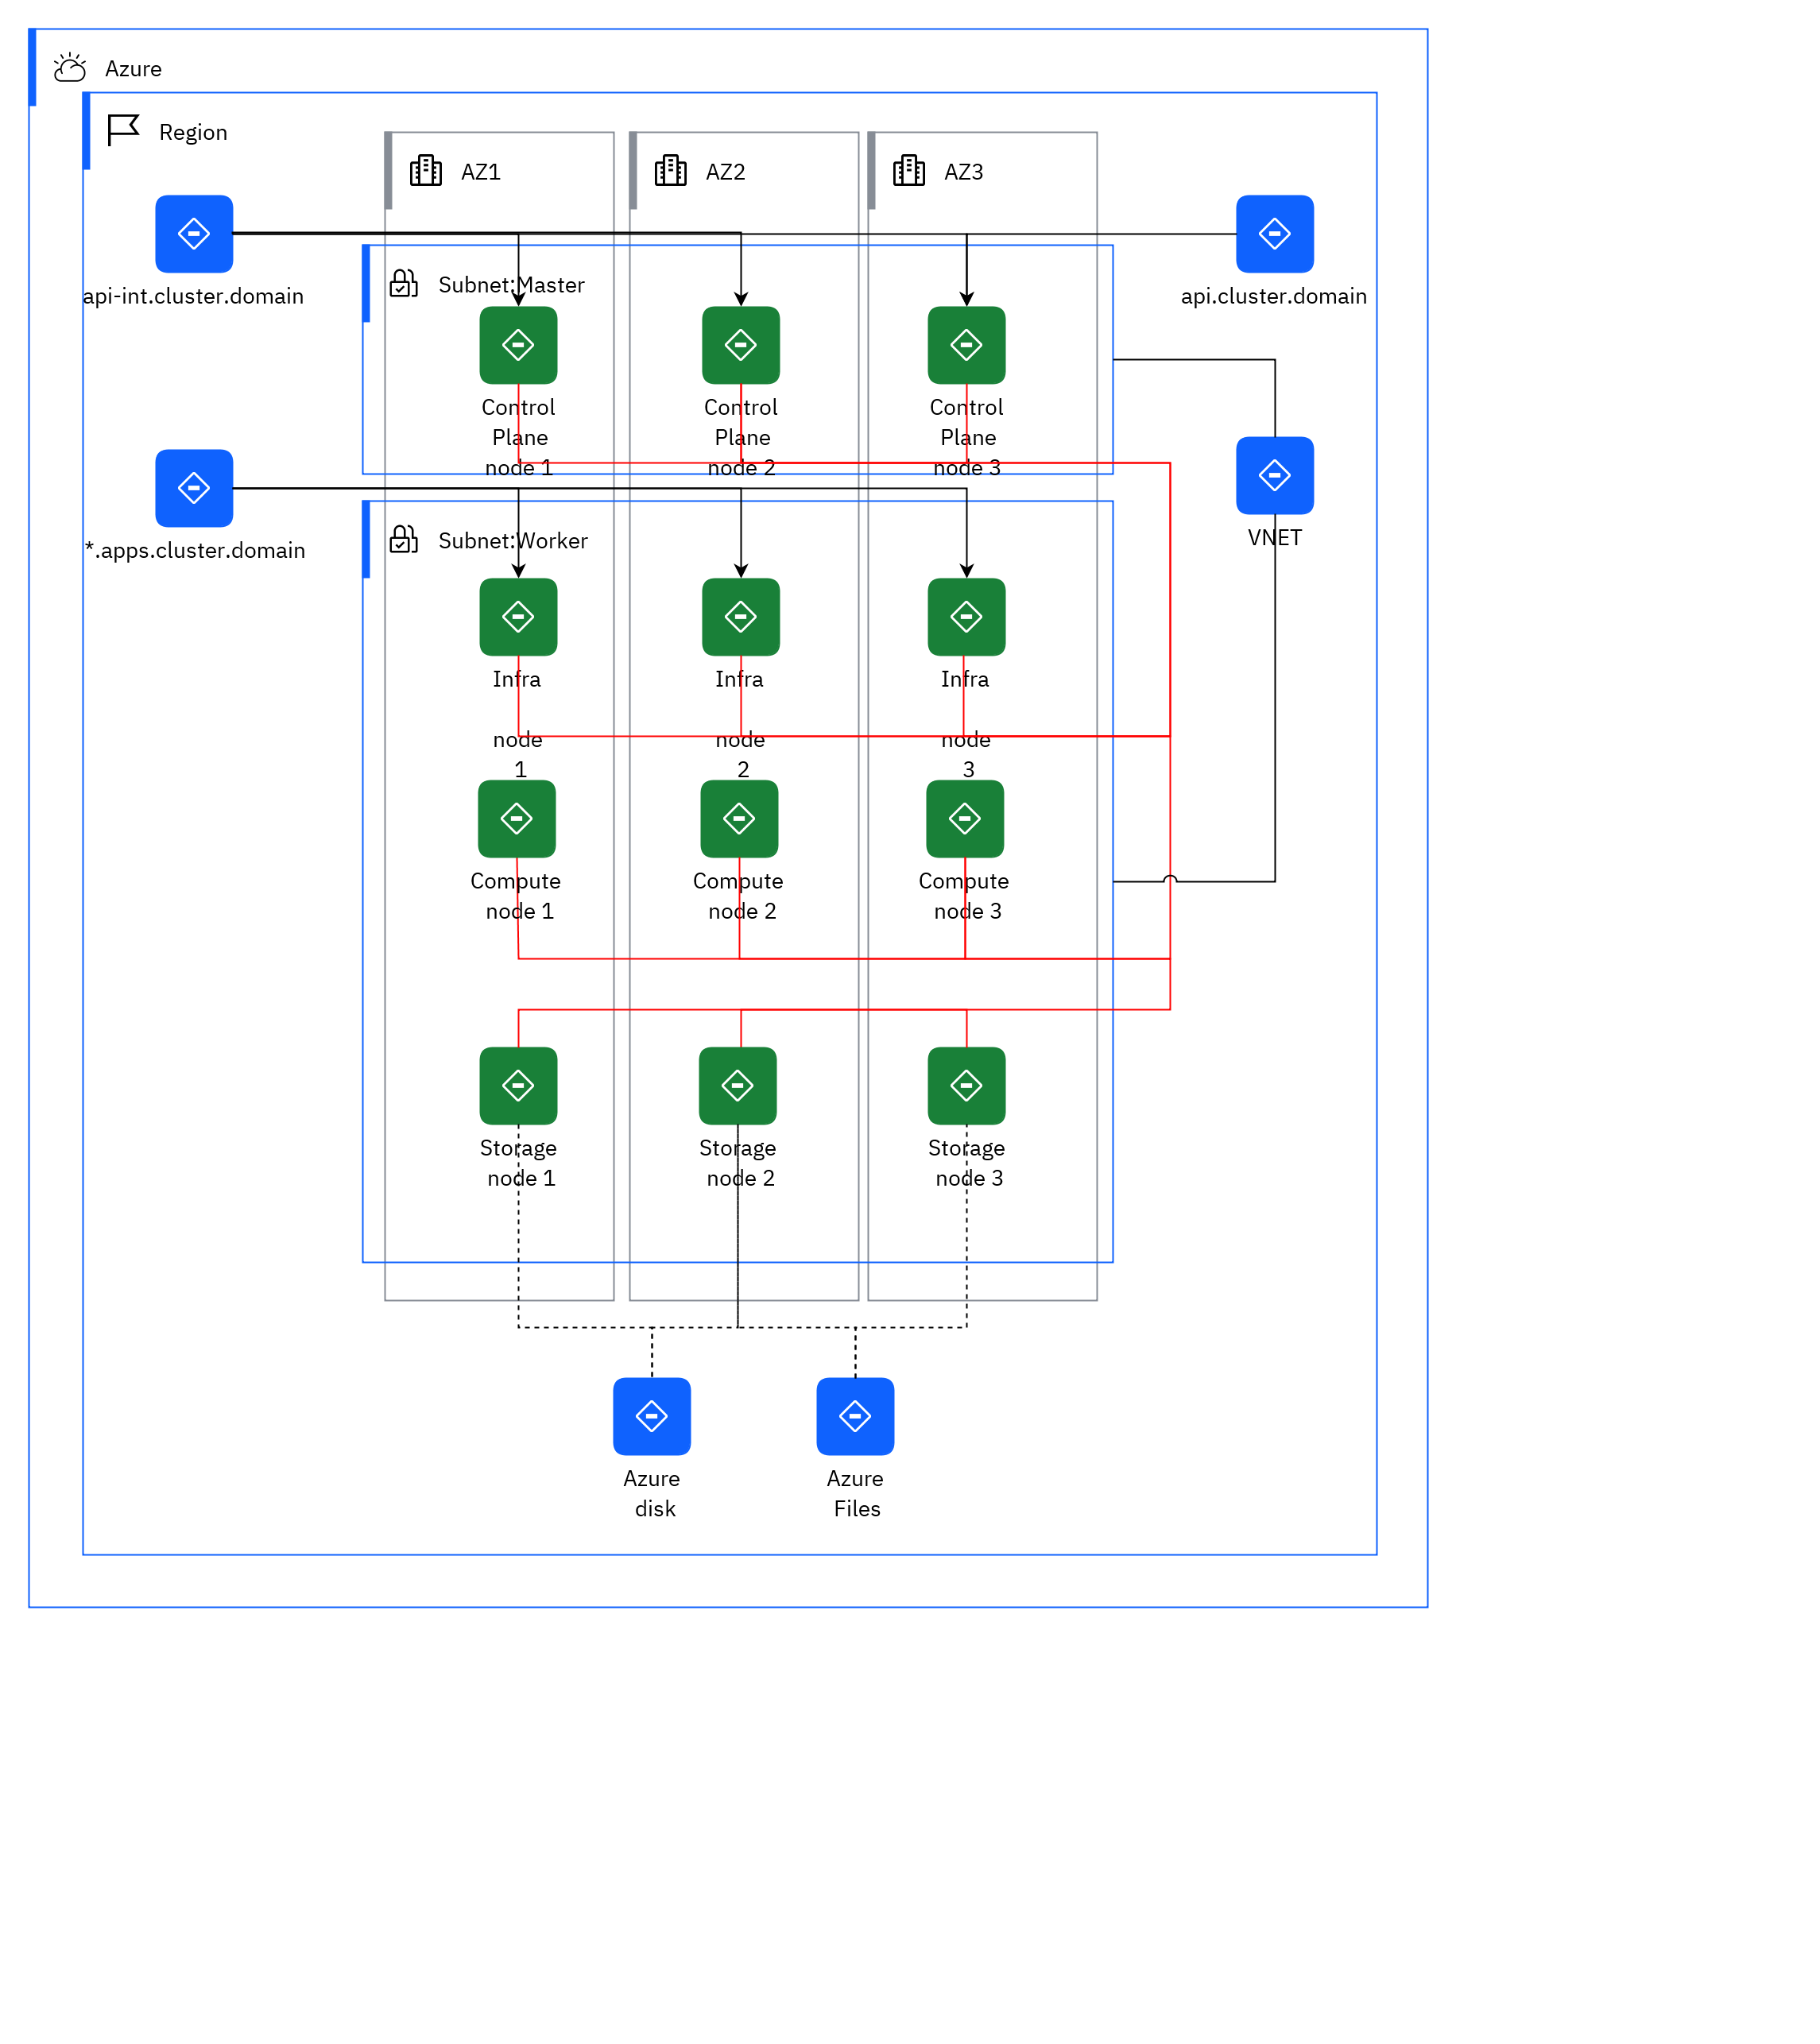 Azure
Region
AZ1
AZ2
AZ3
api-int.cluster.domain
api.cluster.domain
Subnet:Master
Control
Plane
node 1
Control
Plane
node 2
Control
Plane
node 3
*.apps.cluster.domain
VNET
Subnet:Worker
Infra
node
1
Infra
node
2
Infra
node
3
Compute
node 1
Compute
node 2
Compute
node 3
Storage
node 1
Storage
node 2
Storage
node 3
Azure
disk
Azure
Files